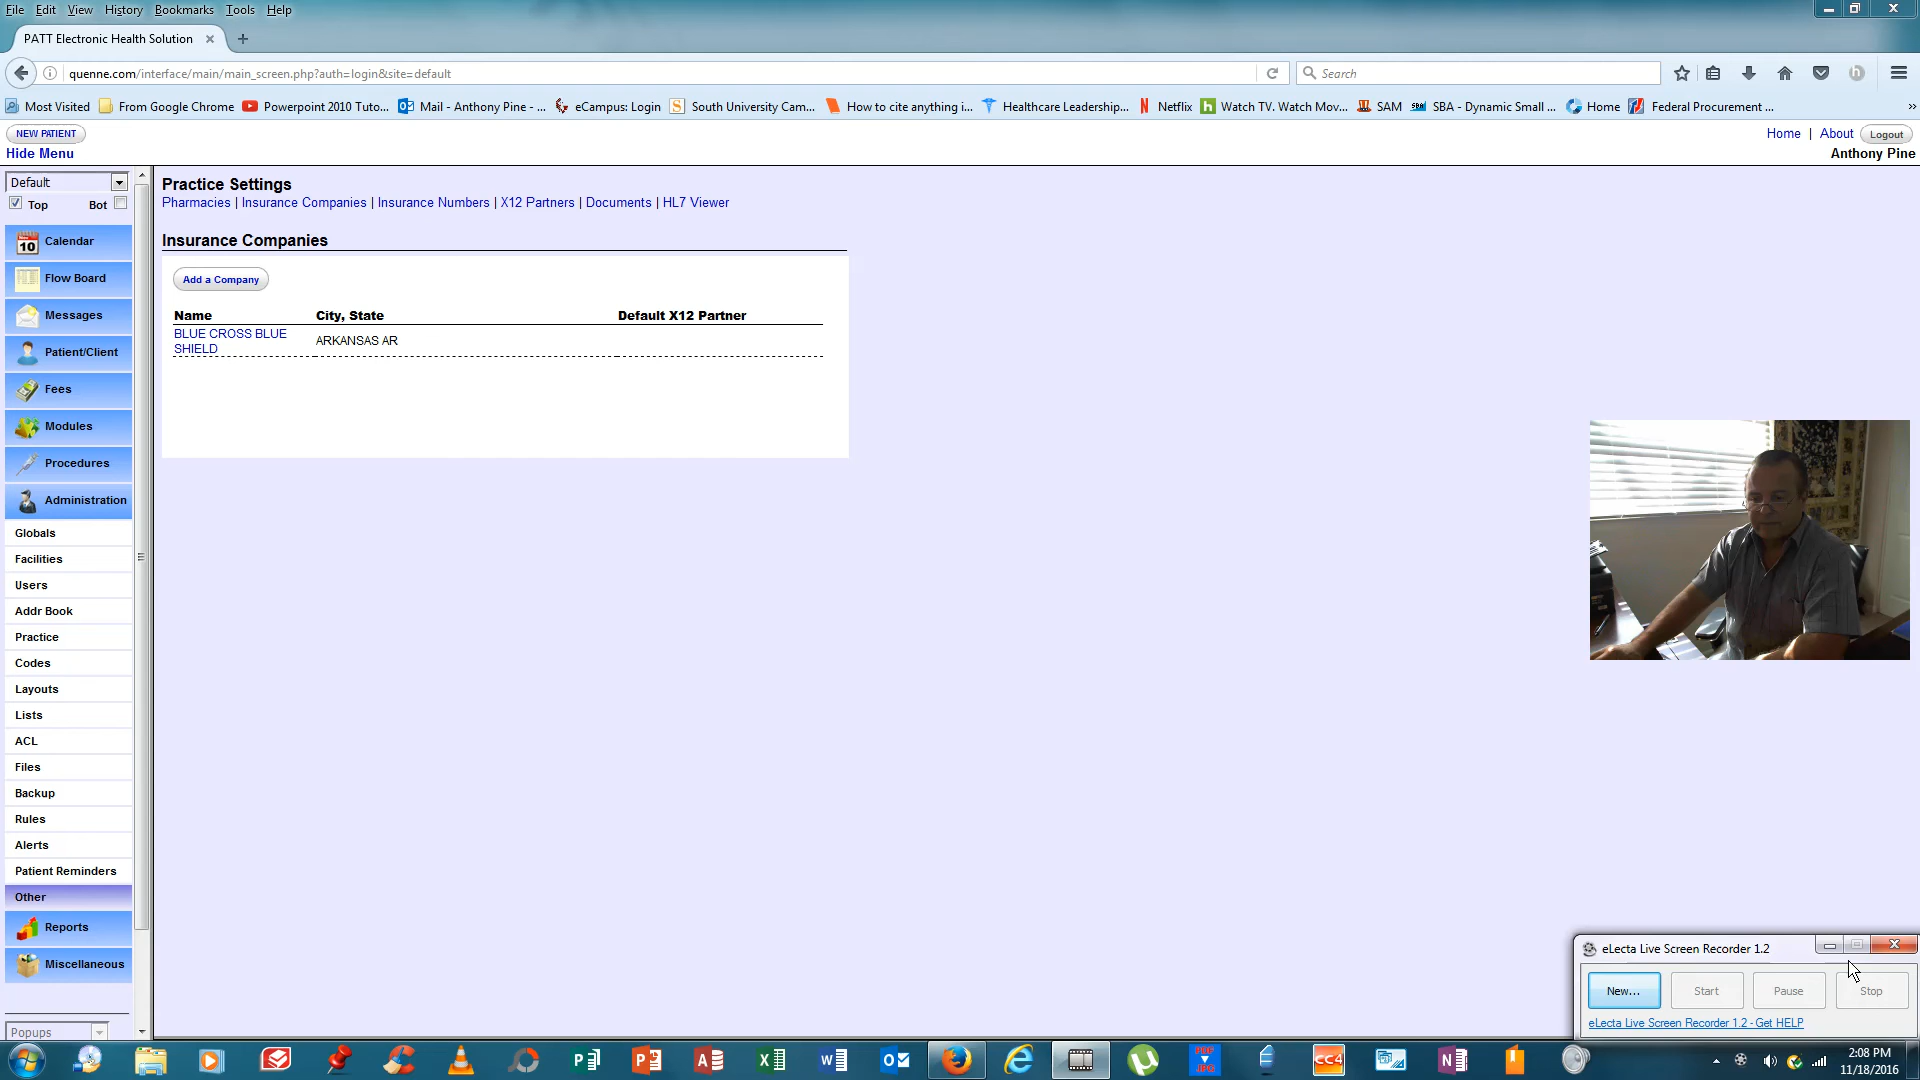 File Edit View History Bookmarks Tools Help
PATT Electronic Health Solution
quenne.com/interface/main/main_screen.php?auth=login&site=default
Search
Most Visited From Google Chrome Powerpoint 2010 Tuto... Mail - Anthony Pine - ... eCampus: Login South University Cam... How to cite anything i... Healthcare Leadership... Netflix Watch TV. Watch Mov... SAM SBA - Dynamic Small ... Home Federal Procurement ... »
NEW PATIENT
Home | About Logout
Hide Menu
Anthony Pine
Default
Top Bot
Calendar
Flow Board
Messages
Patient/Client
Fees
Modules
Procedures
Administration
Globals
Facilities
Users
Addr Book
Practice
Codes
Layouts
Lists
ACL
Files
Backup
Rules
Alerts
Patient Reminders
Other
Reports
Miscellaneous
Popups
Practice Settings
Pharmacies | Insurance Companies | Insurance Numbers | X12 Partners | Documents | HL7 Viewer
Insurance Companies
Add a Company
Name City, State Default X12 Partner
BLUE CROSS BLUE
SHIELD
ARKANSAS AR
eLecta Live Screen Recorder 1.2
New... Start Pause Stop
eLecta Live Screen Recorder 1.2 - Get HELP
2:08 PM
11/18/2016